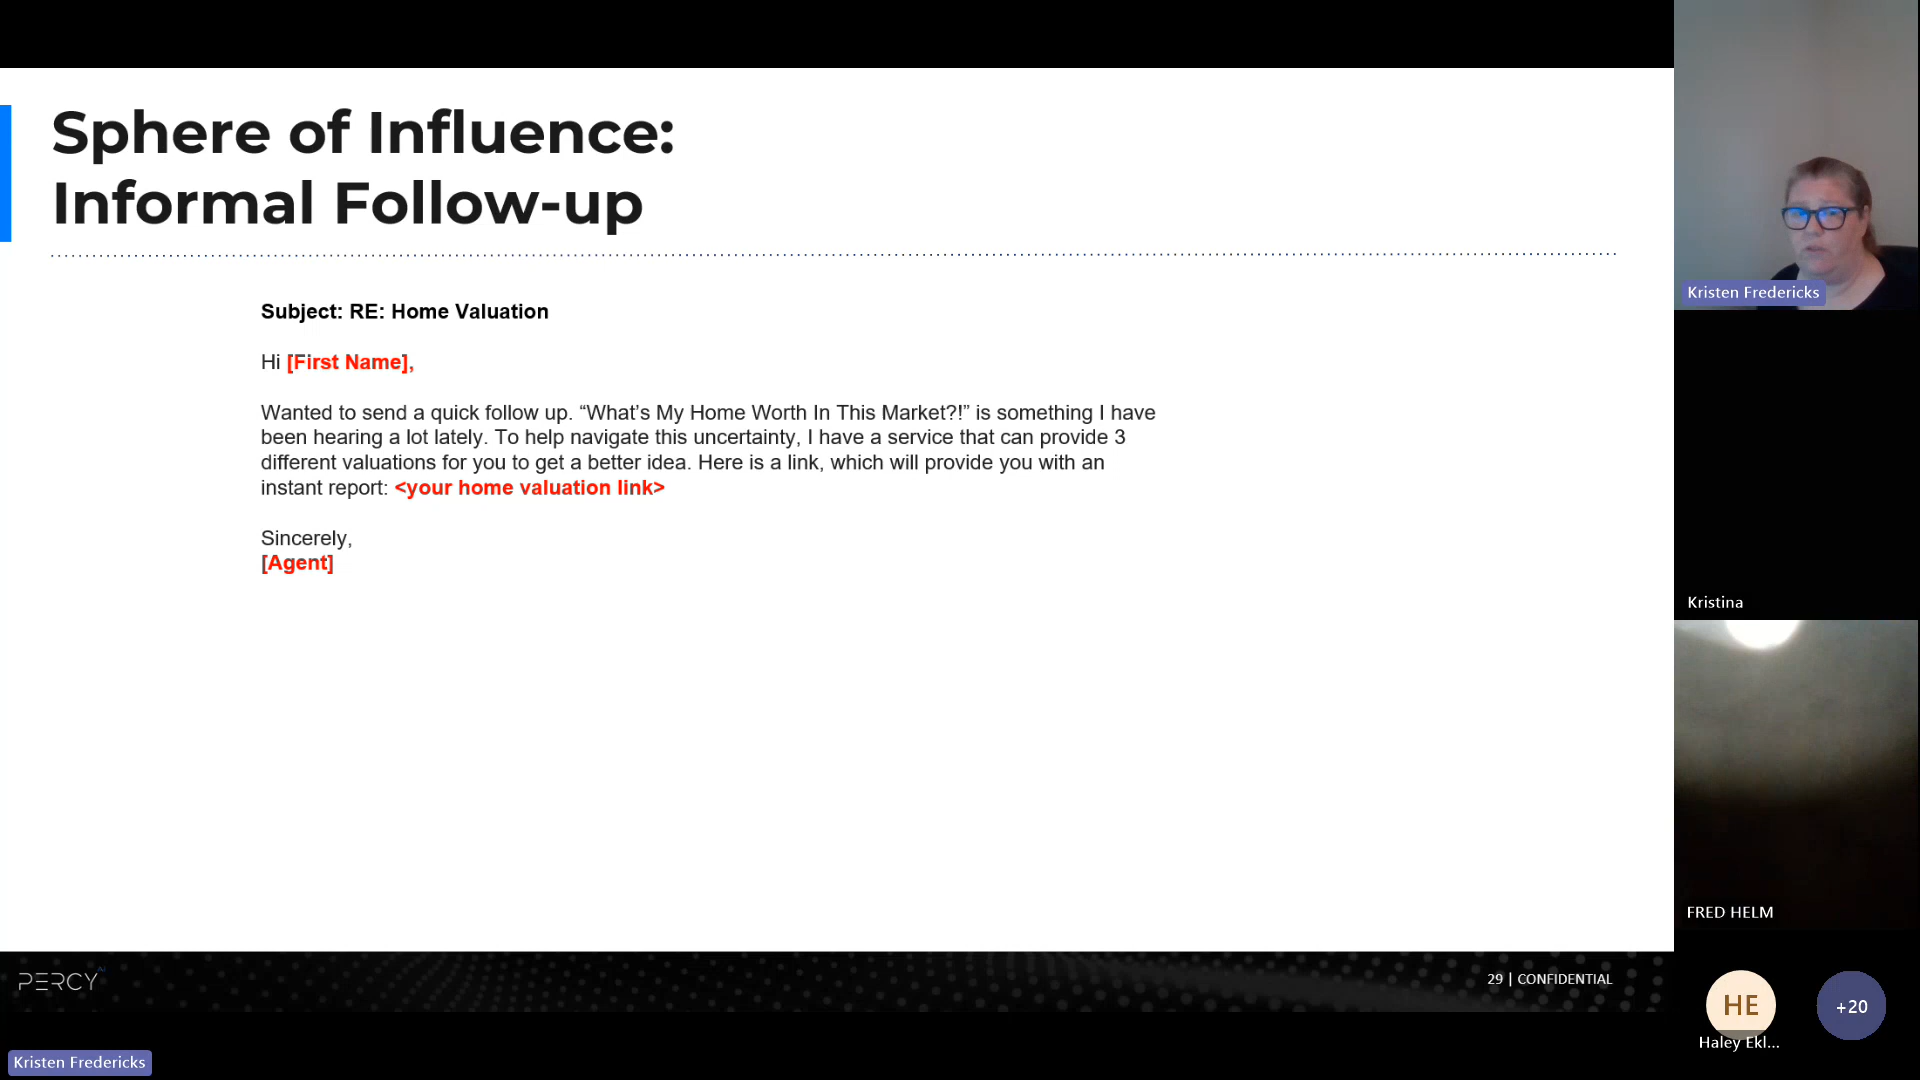 Sphere of Influence:
Informal Follow-up
Subject: RE: Home Valuation
Hi [First Name],
Wanted to send a quick follow up. “What’s My Home Worth In This Market?!” is something I have
been hearing a lot lately. To help navigate this uncertainty, I have a service that can provide 3
different valuations for you to get a better idea. Here is a link, which will provide you with an
instant report: <your home valuation link>
Sincerely,
[Agent]
PERCY AI
29 | CONFIDENTIAL
Kristen Fredericks
Kristen Fredericks
Kristina
FRED HELM
HE
Haley Ekl...
+20